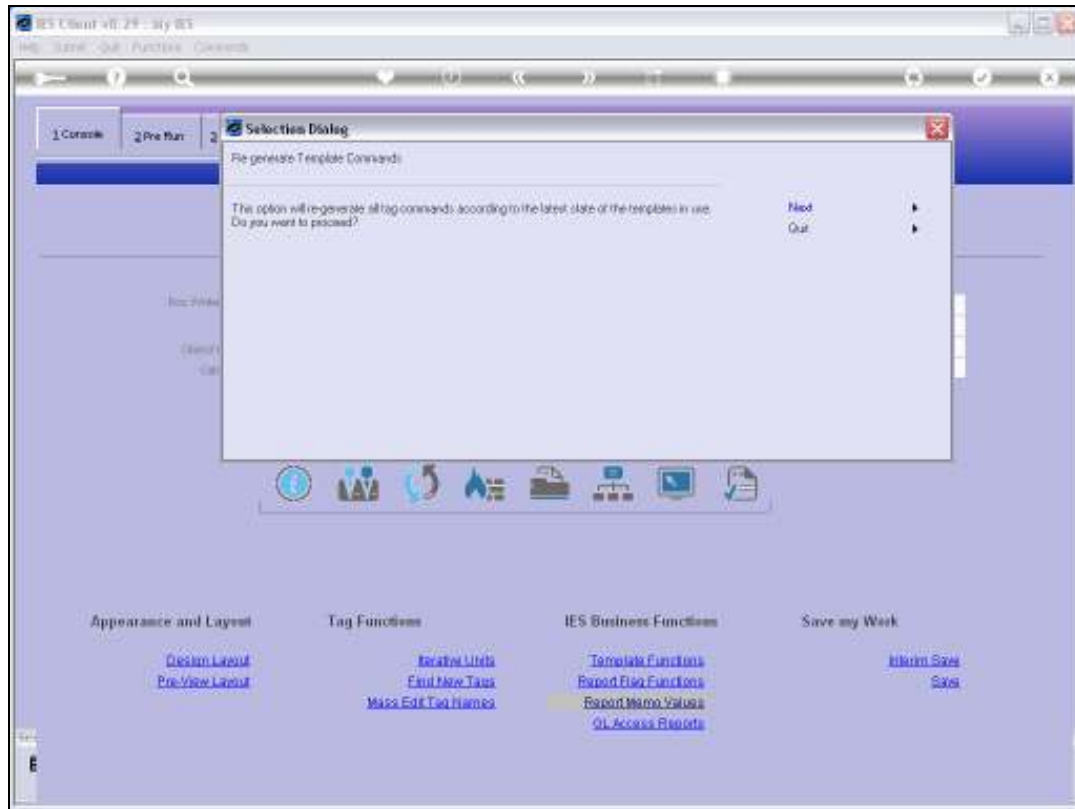 IES Client v8.29 : My IES
Help Submit Quit Functions Commands
1 Console 2 Pre Run
Selection Dialog
Re-generate Template Commands
This option will re-generate all tag commands according to the latest state of the templates in use. Next
Do you want to proceed? Quit
Appearance and Layout Tag Functions IES Business Functions Save my Work
Design Layout Iterative Units Template Functions Interim Save
Pre-View Layout Find New Tags Report Flag Functions Save
Mass Edit Tag Names Report Memo Values
GL Access Reports